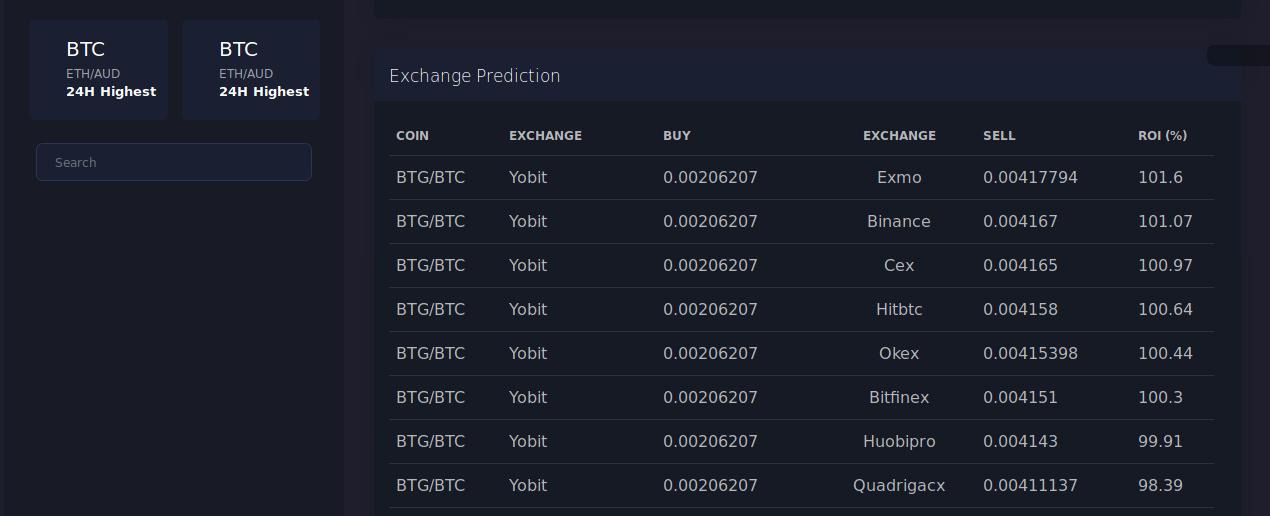 BTC
ETH/AUD
24H Highest
BTC
ETH/AUD
24H Highest
Search
Exchange Prediction
COIN EXCHANGE BUY EXCHANGE SELL ROI (%)
BTG/BTC Yobit 0.00206207 Exmo 0.00417794 101.6
BTG/BTC Yobit 0.00206207 Binance 0.004167 101.07
BTG/BTC Yobit 0.00206207 Cex 0.004165 100.97
BTG/BTC Yobit 0.00206207 Hitbtc 0.004158 100.64
BTG/BTC Yobit 0.00206207 Okex 0.00415398 100.44
BTG/BTC Yobit 0.00206207 Bitfinex 0.004151 100.3
BTG/BTC Yobit 0.00206207 Huobipro 0.004143 99.91
BTG/BTC Yobit 0.00206207 Quadrigacx 0.00411137 98.39